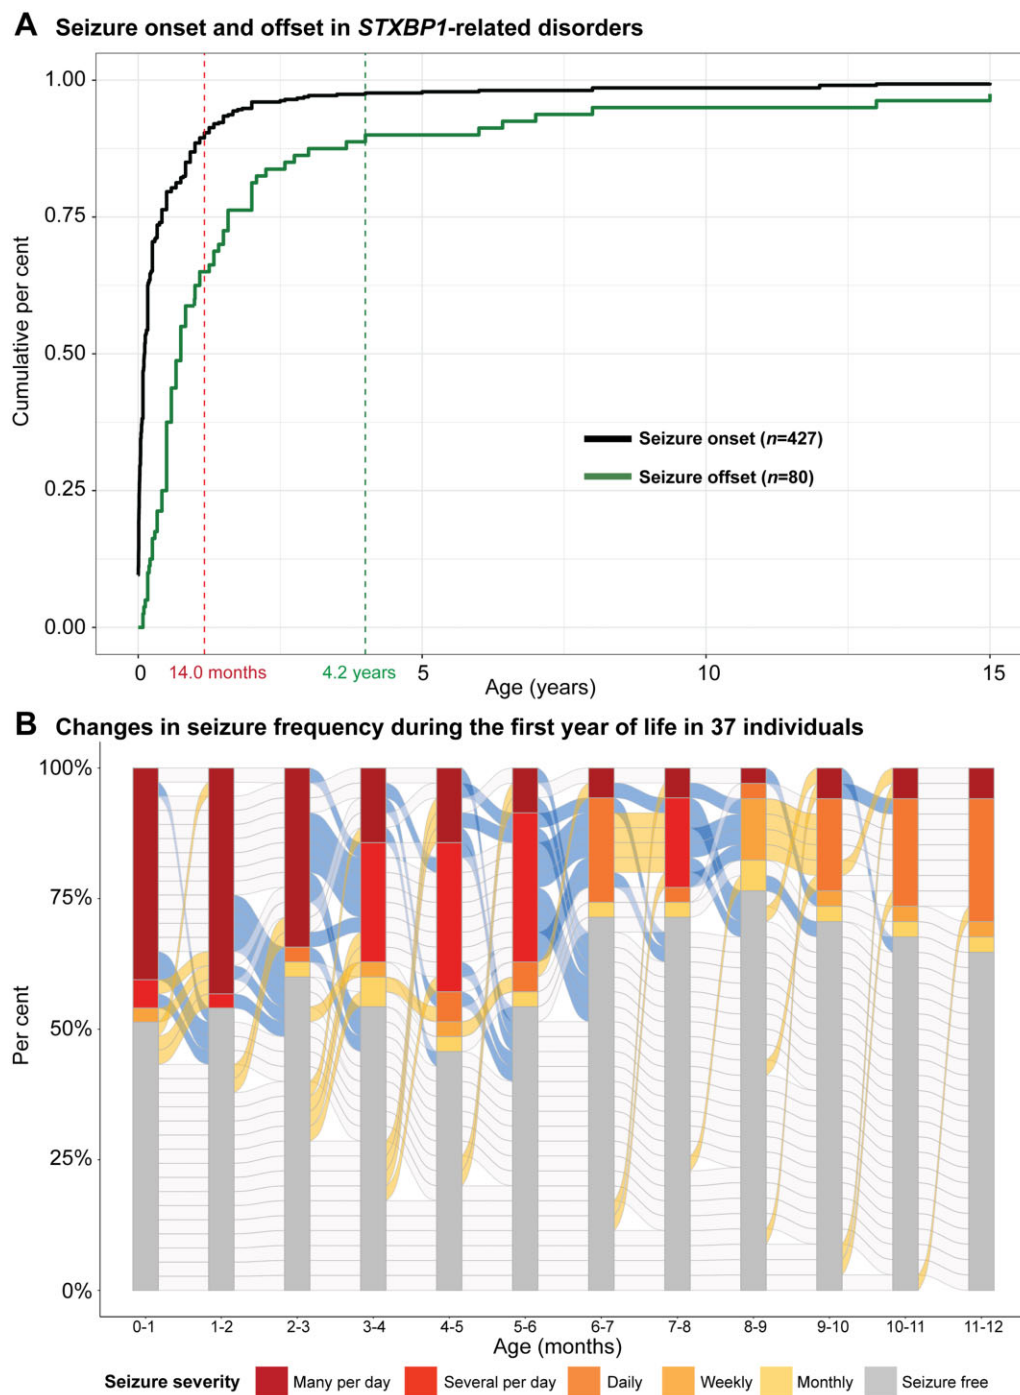 A Seizure onset and offset in STXBP1-related disorders
1.00
0.75
0.50
0.25
0.00
Cumulative per cent
Seizure onset (n=427)
Seizure offset (n=80)
0 5 10 15
14.0 months 4.2 years
Age (years)
B Changes in seizure frequency during the first year of life in 37 individuals
100%
75%
50%
25%
0%
Per cent
0-1 1-2 2-3 3-4 4-5 5-6 6-7 7-8 8-9 9-10 10-11 11-12
Age (months)
Seizure severity Many per day Several per day Daily Weekly Monthly Seizure free